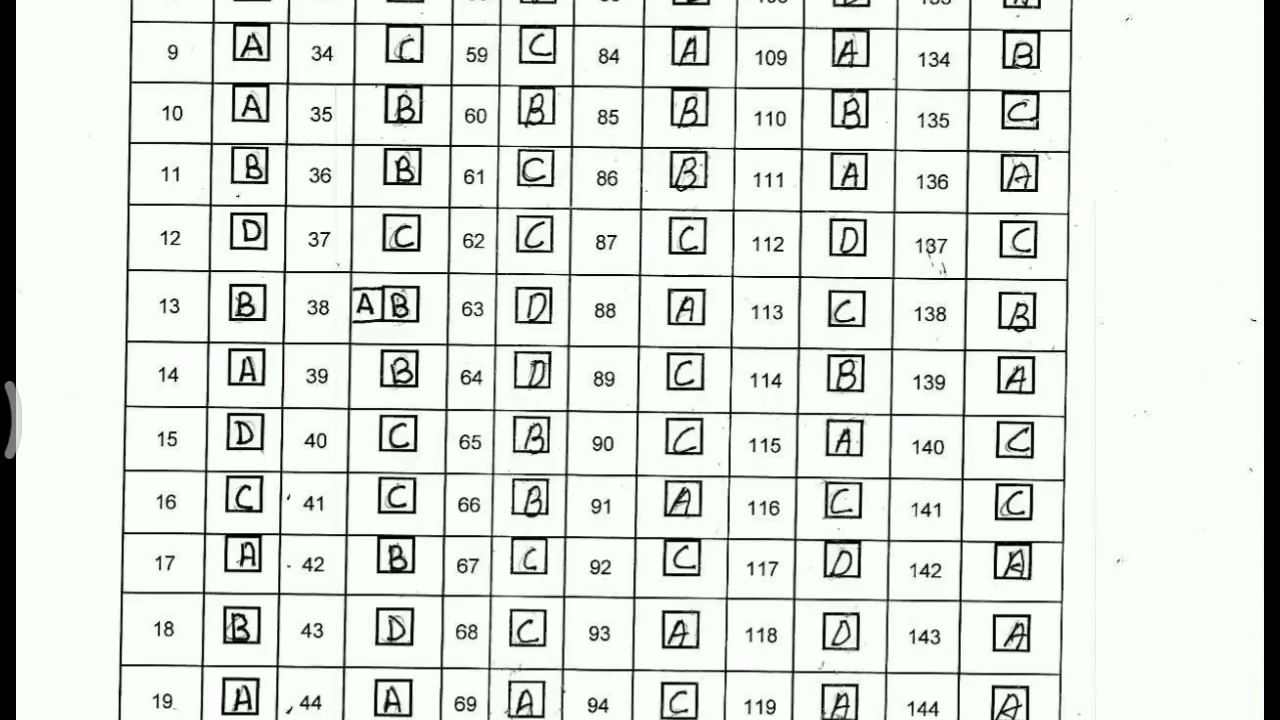 9 A 34 C 59 C 84 A 109 A 134 B
10 A 35 B 60 B 85 B 110 B 135 C
11 B 36 B 61 C 86 B 111 A 136 A
12 D 37 C 62 C 87 C 112 D 137 C
13 B 38 A B 63 D 88 A 113 C 138 B
14 A 39 B 64 D 89 C 114 B 139 A
15 D 40 C 65 B 90 C 115 A 140 C
16 C 41 C 66 B 91 A 116 C 141 C
17 A 42 B 67 C 92 C 117 D 142 A
18 B 43 D 68 C 93 A 118 D 143 A
19 A 44 A 69 A 94 C 119 A 144 A